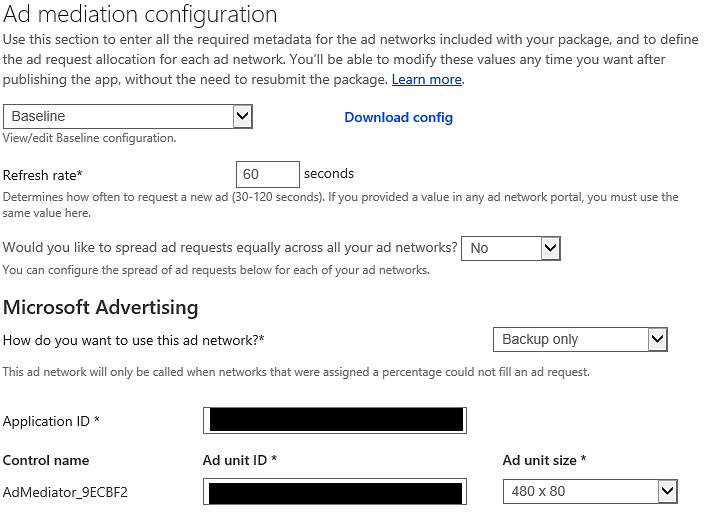 Ad mediation configuration
Use this section to enter all the required metadata for the ad networks included with your package, and to define
the ad request allocation for each ad network. You'll be able to modify these values any time you want after
publishing the app, without the need to resubmit the package. Learn more.
Baseline Download config
View/edit Baseline configuration.
Refresh rate* 60 seconds
Determines how often to request a new ad (30-120 seconds). If you provided a value in any ad network portal, you must use the
same value here.
Would you like to spread ad requests equally across all your ad networks? No
You can configure the spread of ad requests below for each of your ad networks.
Microsoft Advertising
How do you want to use this ad network?* Backup only
This ad network will only be called when networks that were assigned a percentage could not fill an ad request.
Application ID *
Control name Ad unit ID * Ad unit size *
AdMediator_9ECBF2 480 x 80